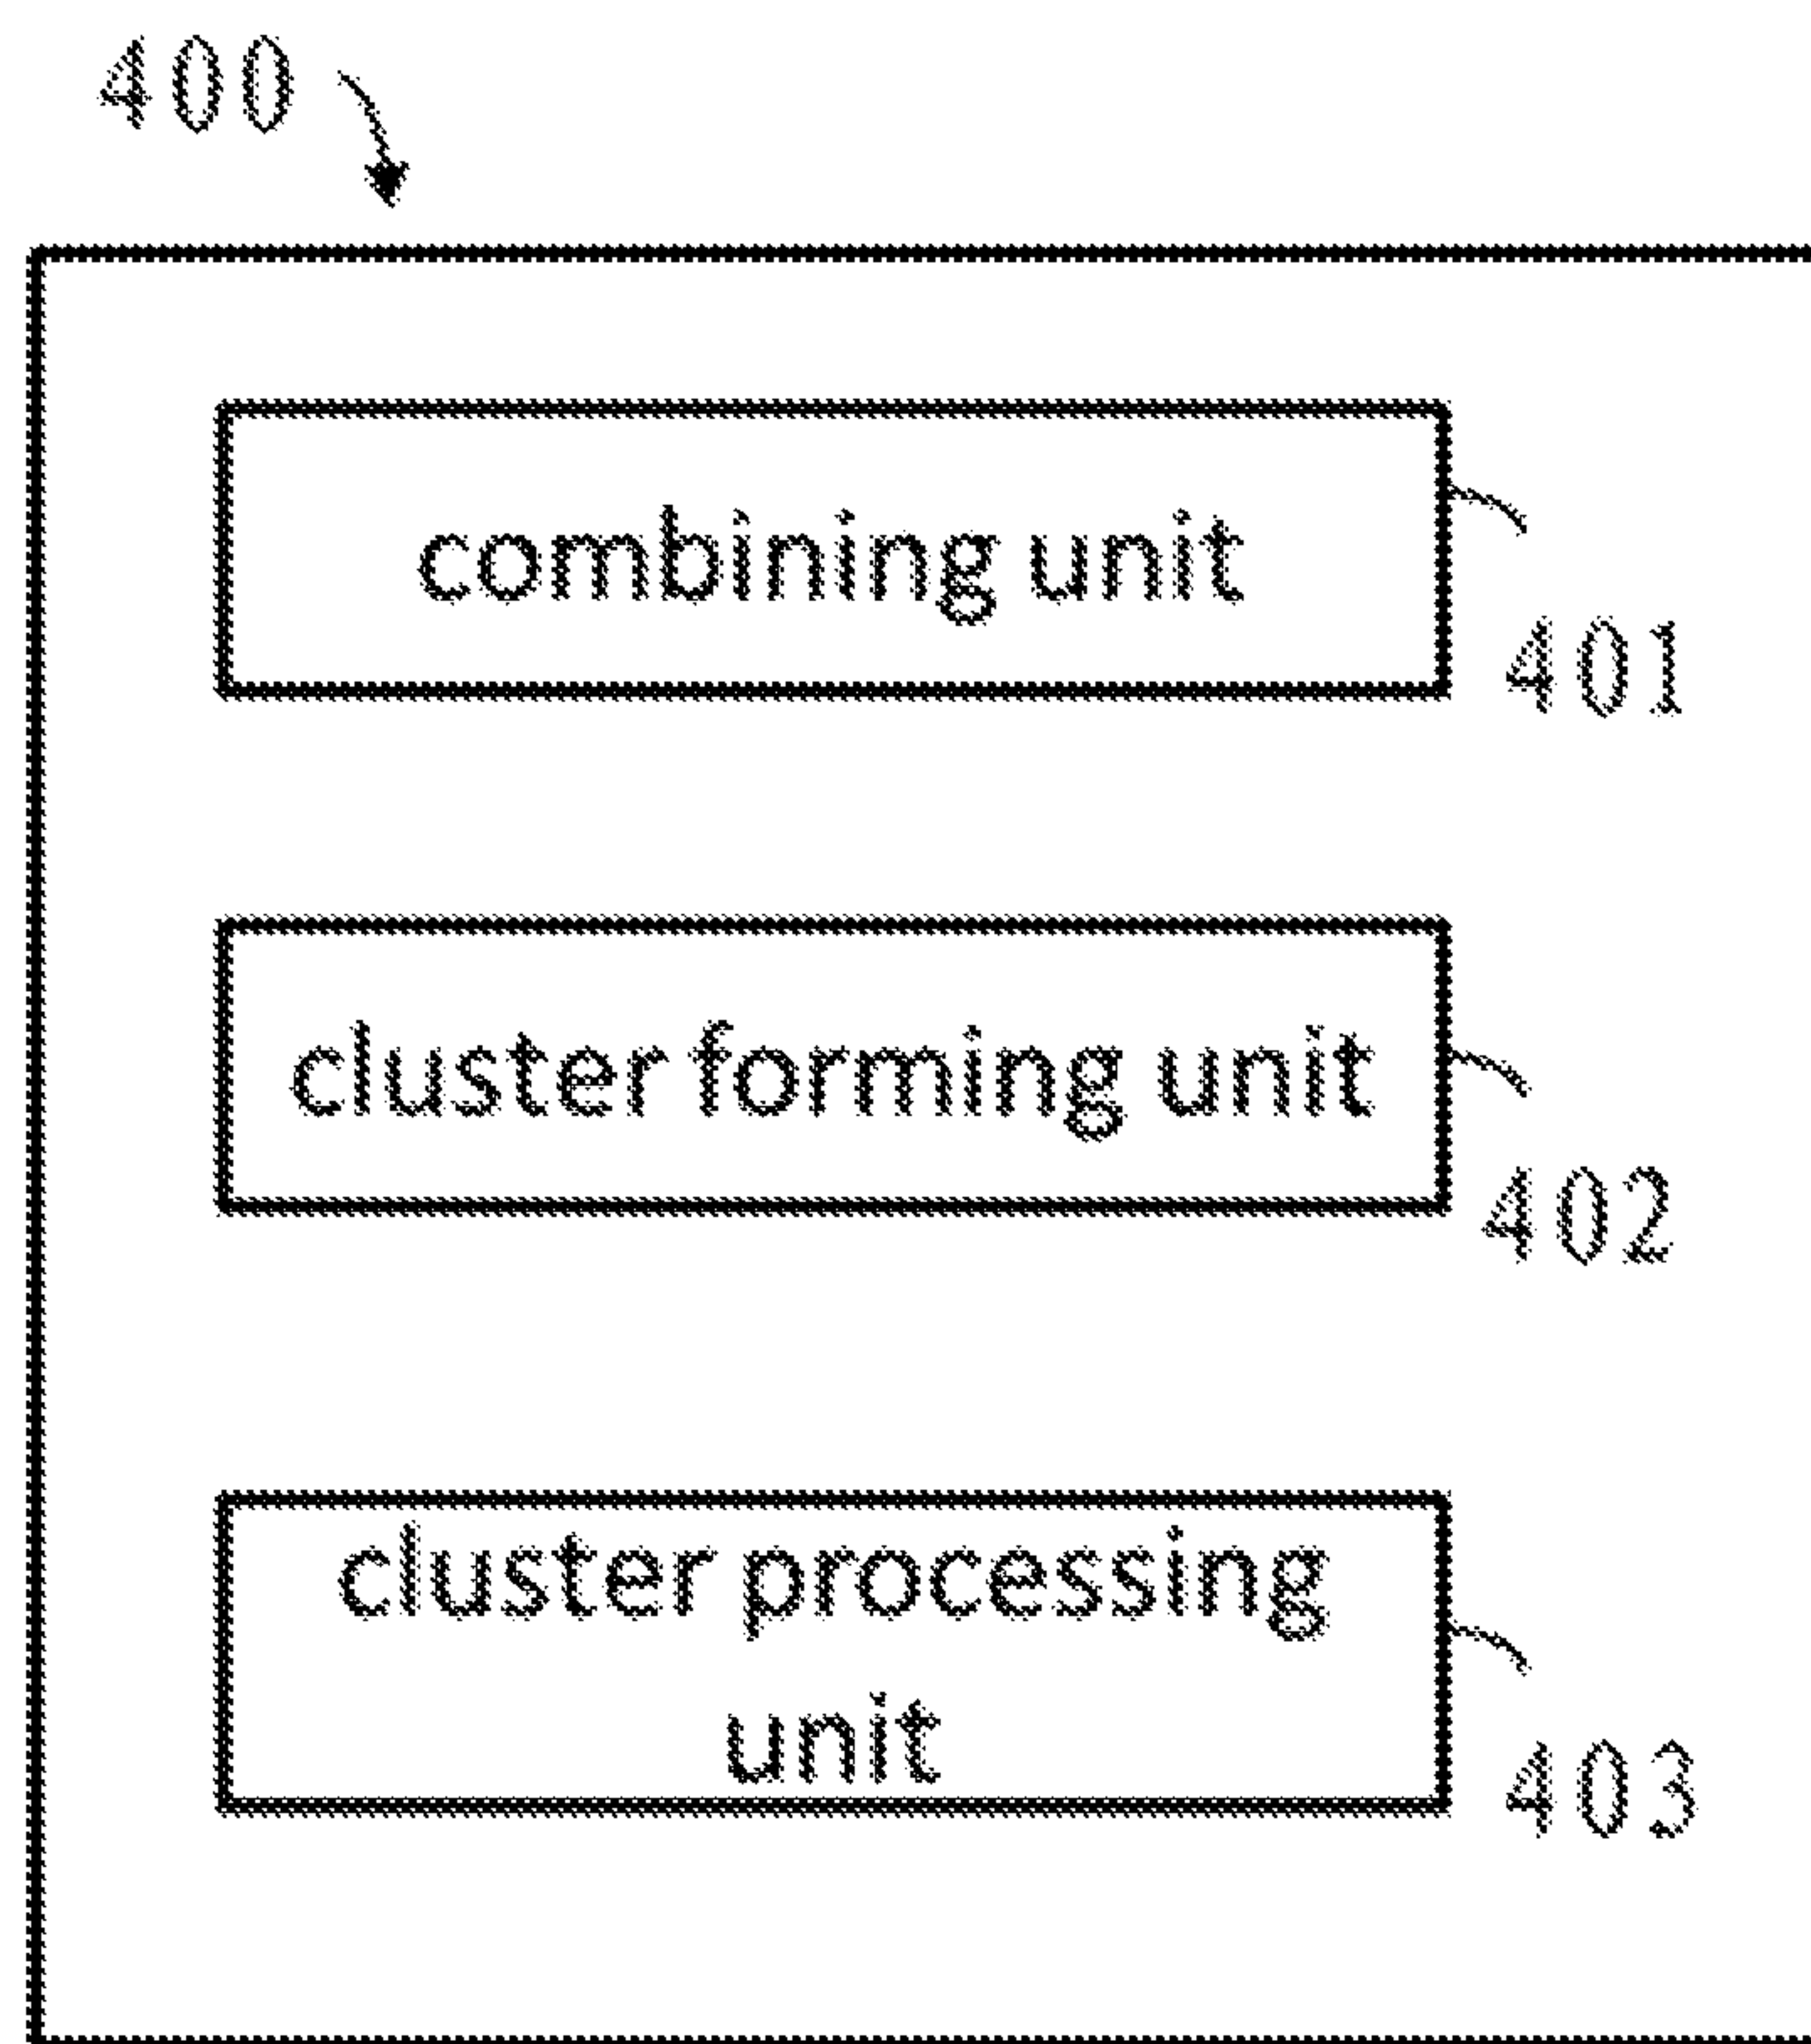 400
combining unit
401
cluster forming unit
402
cluster processing
unit
403